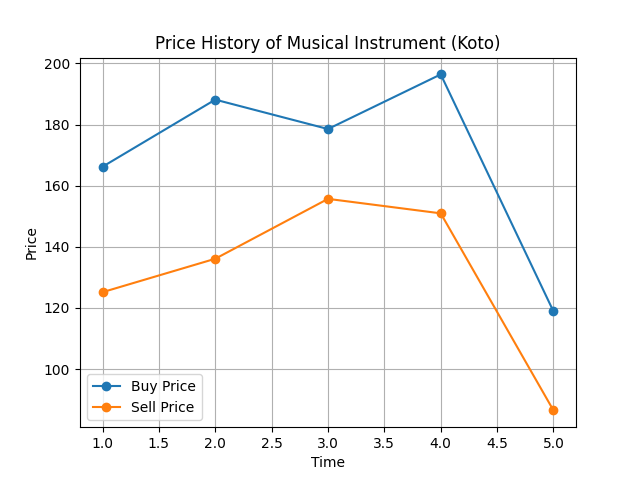 Price History of Musical Instrument (Koto)
200
180
160
140
120
100
Price
Buy Price
Sell Price
1.0 1.5 2.0 2.5 3.0 3.5 4.0 4.5 5.0
Time